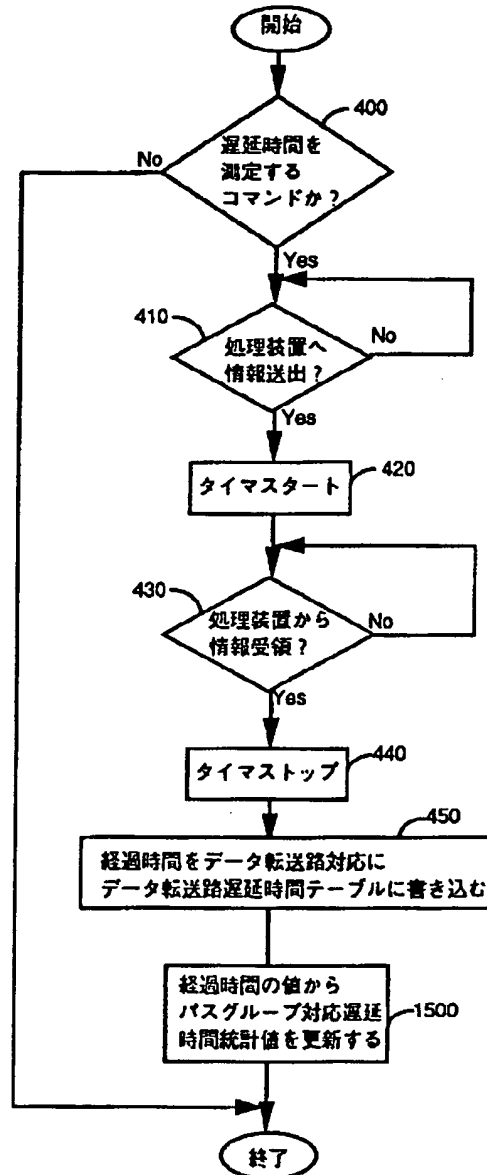 開始
400
遅延時間を
測定する
コマンドか？
No
Yes
410
処理装置へ
情報送出？
No
Yes
タイマスタート
420
430
処理装置から
情報受領？
No
Yes
タイマストップ
440
450
経過時間をデータ転送路対応に
データ転送路遅延時間テーブルに書き込む
経過時間の値から
パスグループ対応遅延
時間統計値を更新する
1500
終了